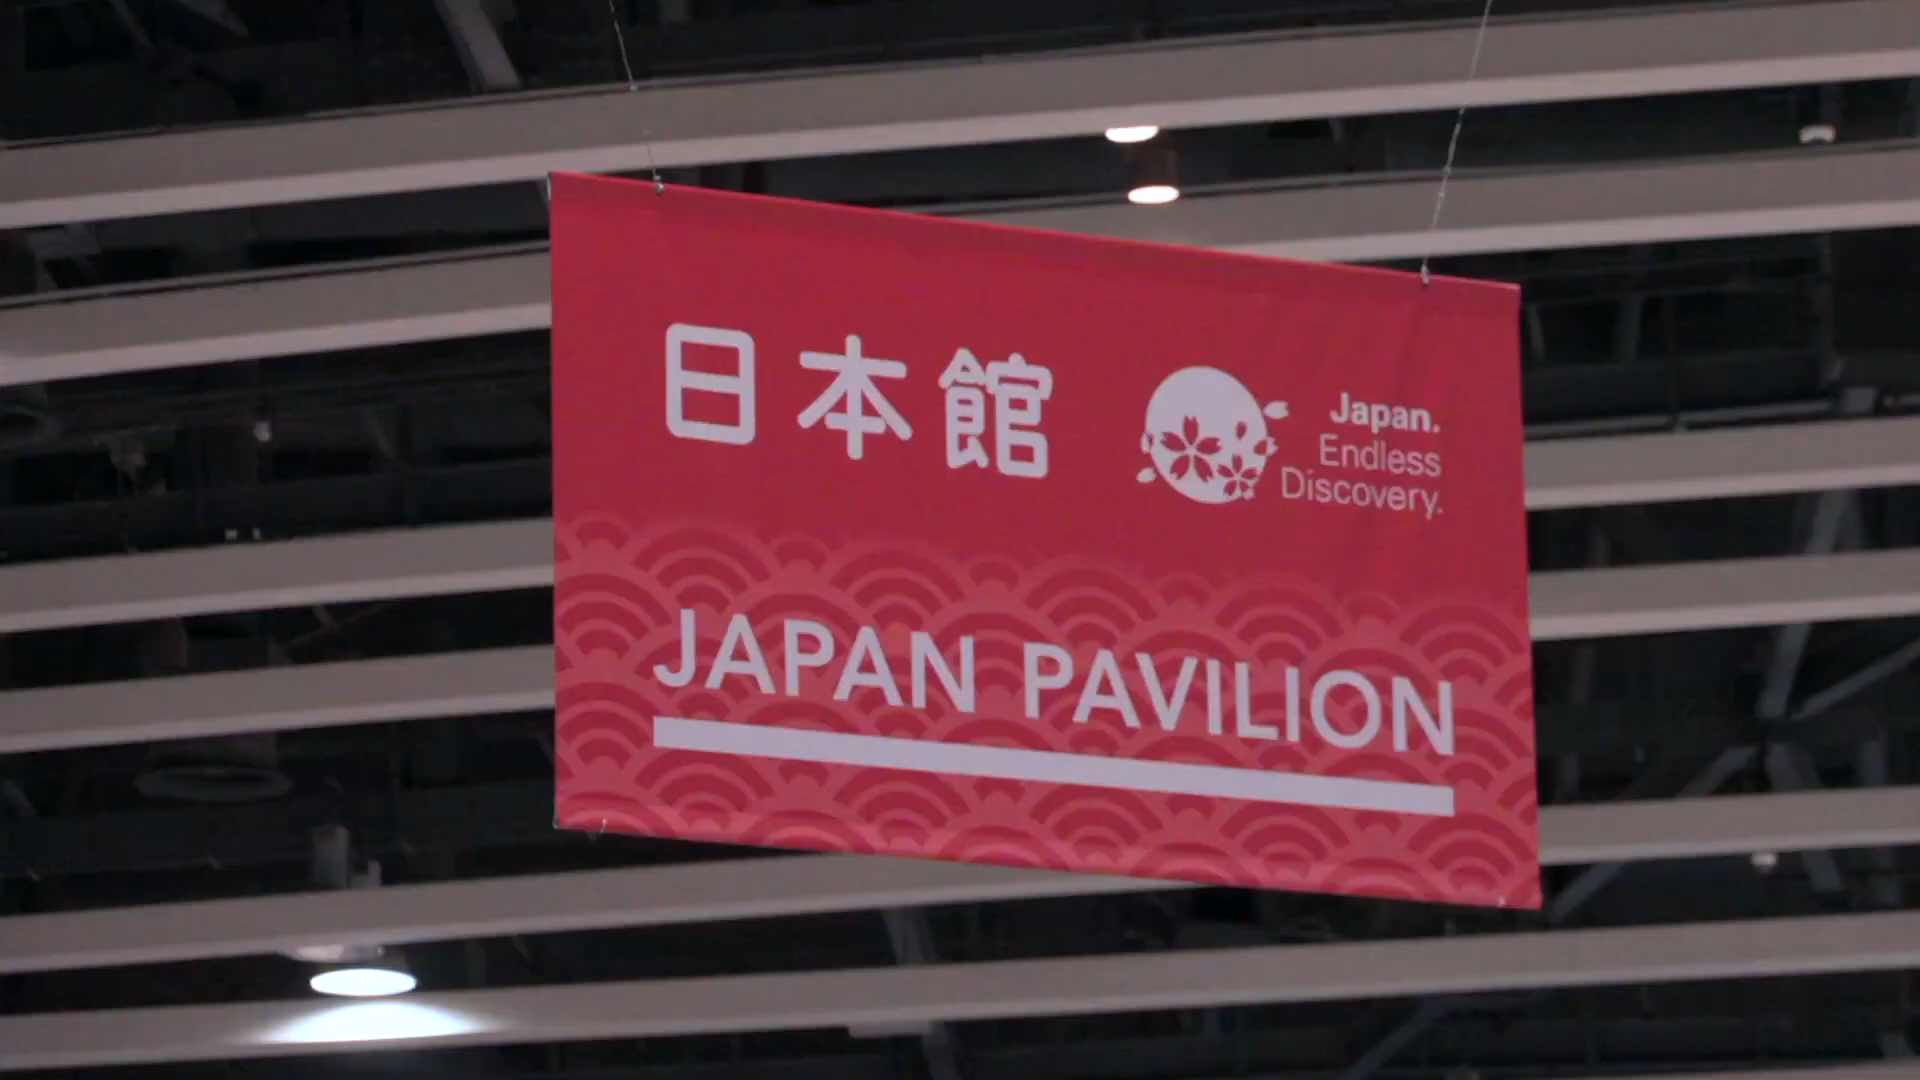 日本館
Japan.
Endless
Discovery.
JAPAN PAVILION